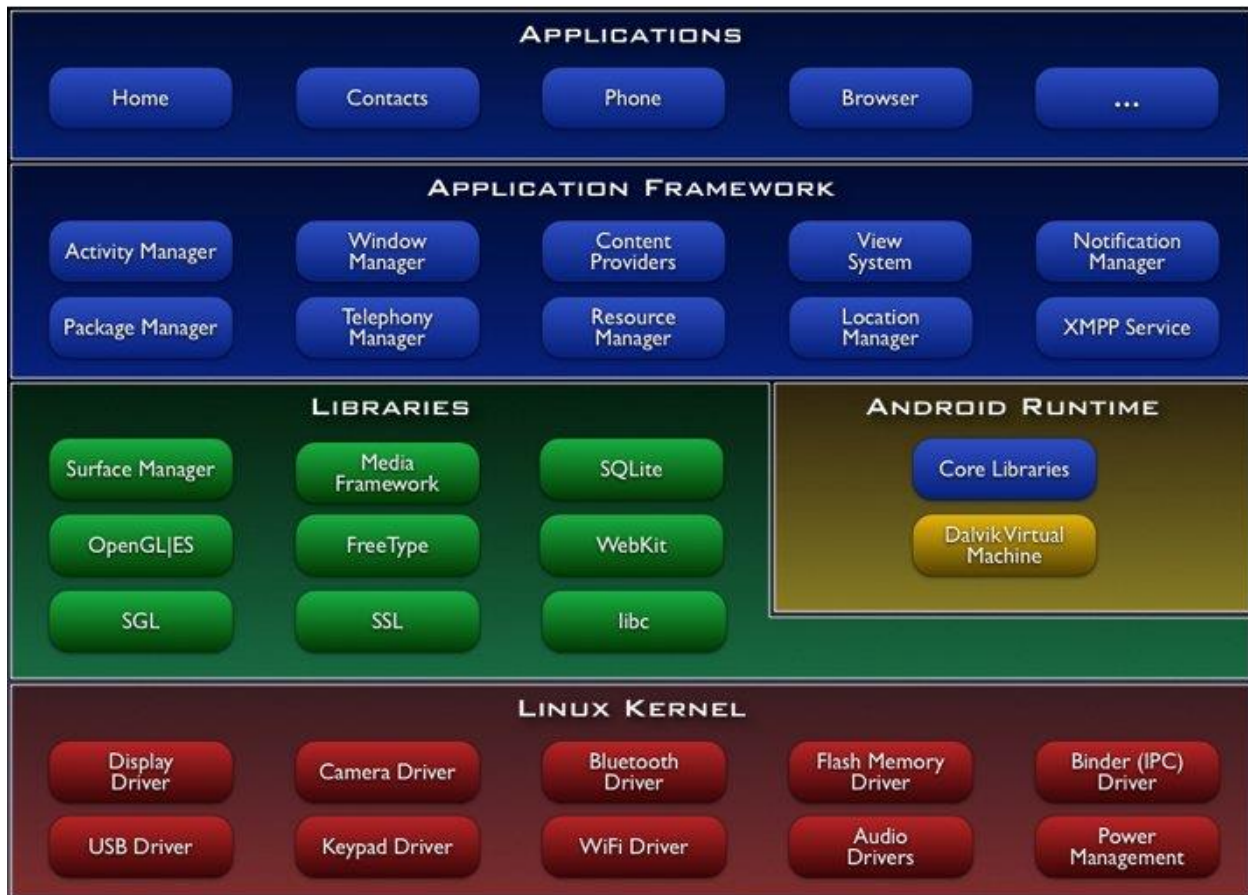 APPLICATIONS
Home
Contacts
Phone
Browser
...
APPLICATION FRAMEWORK
Activity Manager
Window
Manager
Content
Providers
View
System
Notification
Manager
Package Manager
Telephony
Manager
Resource
Manager
Location
Manager
XMPP Service
LIBRARIES
Surface Manager
Media
Framework
SQLite
OpenGL|ES
FreeType
WebKit
SGL
SSL
libc
ANDROID RUNTIME
Core Libraries
Dalvik Virtual
Machine
LINUX KERNEL
Display
Driver
Camera Driver
Bluetooth
Driver
Flash Memory
Driver
Binder (IPC)
Driver
USB Driver
Keypad Driver
WiFi Driver
Audio
Drivers
Power
Management